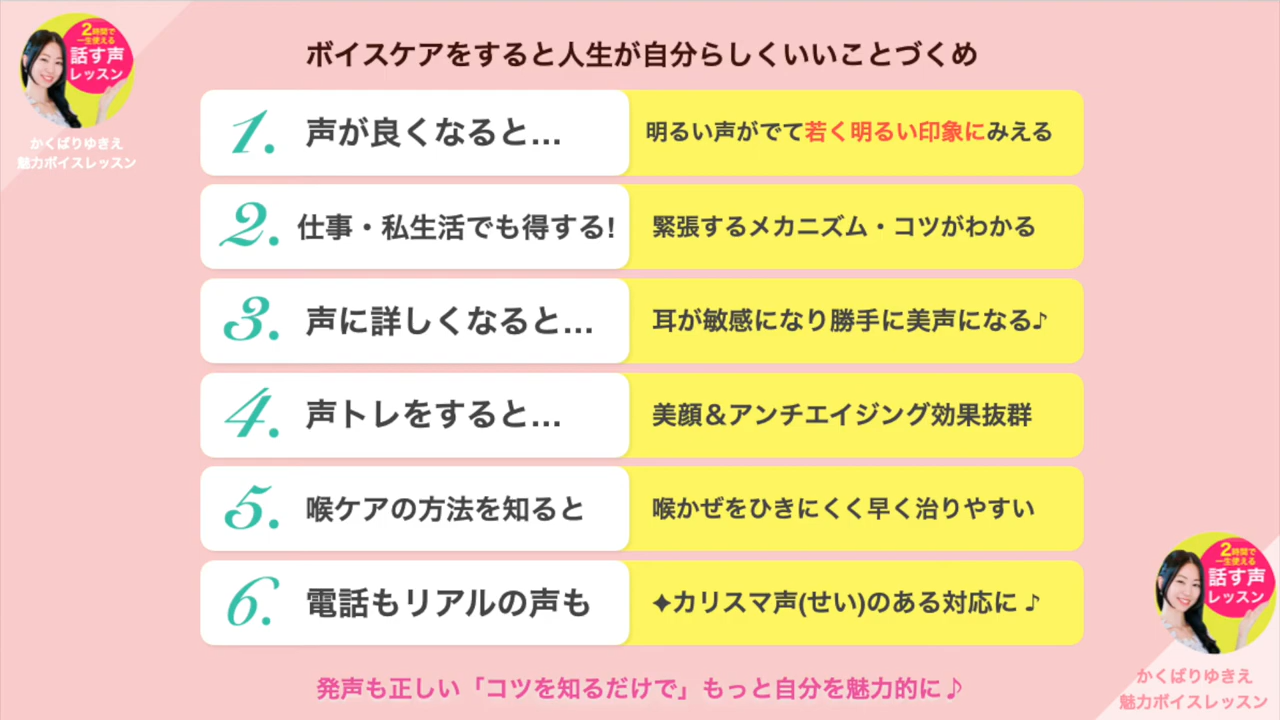 2時間で
一生使える
話す声
レッスン
かくばりゆきえ
魅力ボイスレッスン
ボイスケアをすると人生が自分らしくいいことづくめ
1. 声が良くなると… 明るい声がでて若く明るい印象にみえる
2. 仕事・私生活でも得する! 緊張するメカニズム・コツがわかる
3. 声に詳しくなると… 耳が敏感になり勝手に美声になる♪
4. 声トレをすると… 美顔＆アンチエイジング効果抜群
5. 喉ケアの方法を知ると 喉かぜをひきにくく早く治りやすい
6. 電話もリアルの声も ✦カリスマ声(せい)のある対応に♪
発声も正しい「コツを知るだけで」もっと自分を魅力的に♪
2時間で
一生使える
話す声
レッスン
かくばりゆきえ
魅力ボイスレッスン